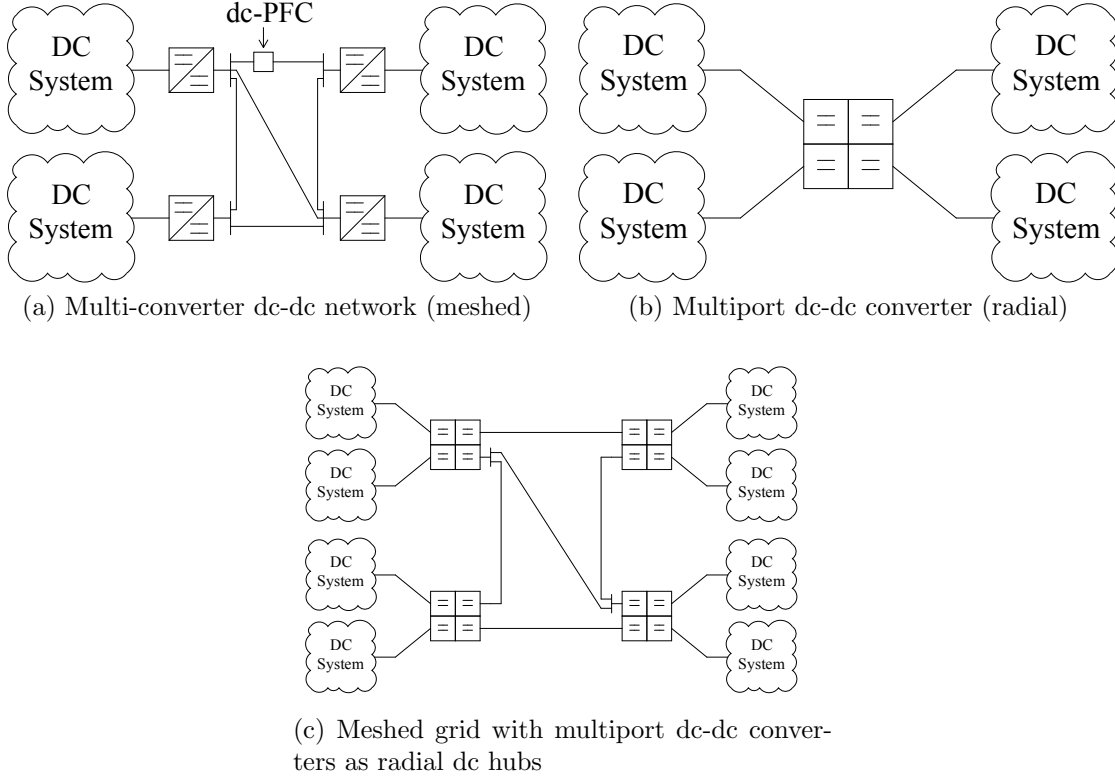 dc-PFC
DC
System
DC
System
DC
System
DC
System
(a) Multi-converter dc-dc network (meshed)
DC
System
DC
System
DC
System
DC
System
(b) Multiport dc-dc converter (radial)
DC
System
DC
System
DC
System
DC
System
DC
System
DC
System
DC
System
DC
System
(c) Meshed grid with multiport dc-dc conver-
ters as radial dc hubs